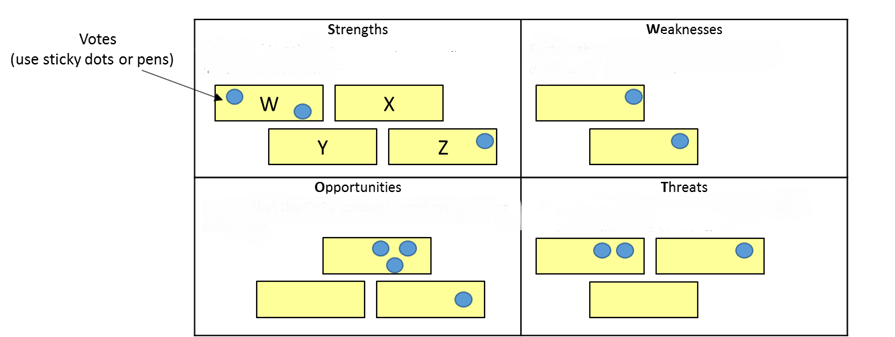 Votes
(use sticky dots or pens)
Strengths
Weaknesses
W
X
Y
Z
Opportunities
Threats